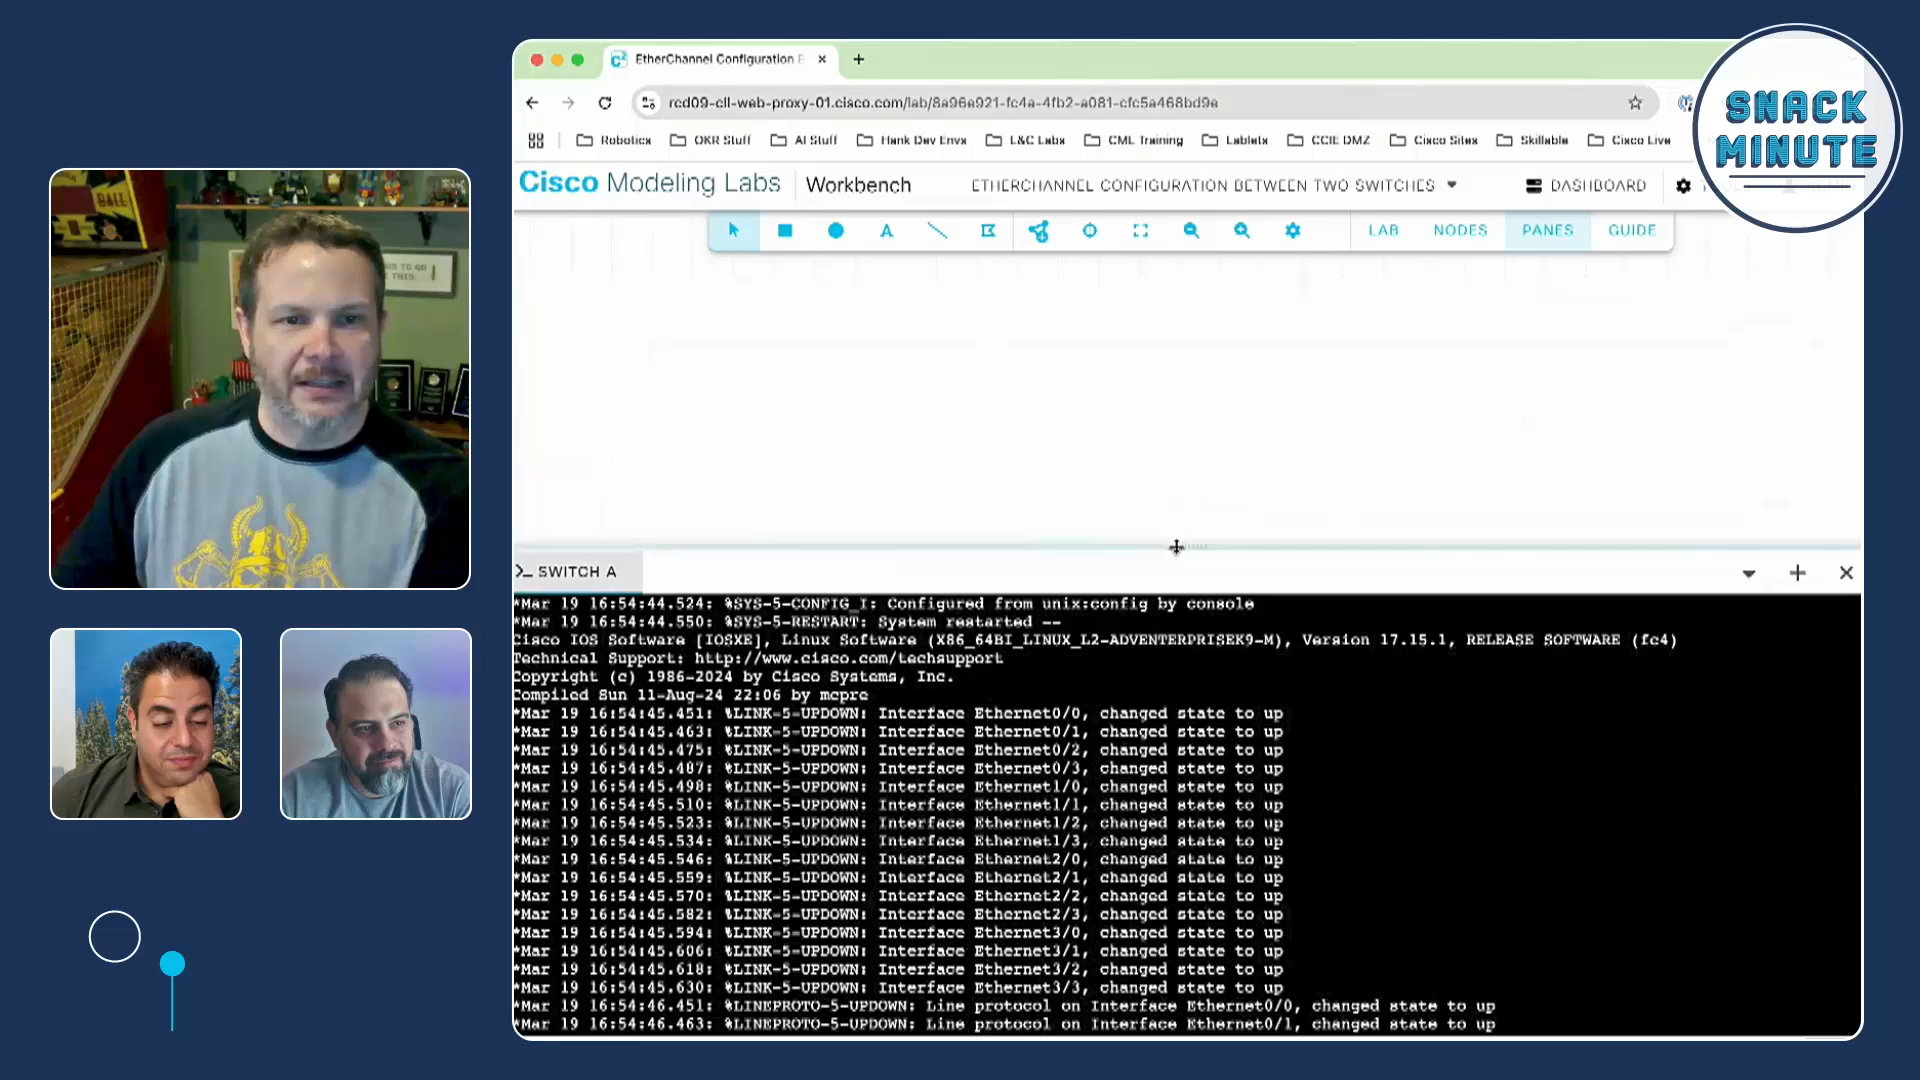 SNACK
MINUTE
EtherChannel Configuration B
rcd09-cll-web-proxy-01.cisco.com/lab/8a96e921-fc4a-4fb2-a081-cfc5a468bd9e
Robotics OKR Stuff AI Stuff Hank Dev Envs L&C Labs CML Training Lablets CCIE DMZ Cisco Sites Skillable Cisco Live
Cisco Modeling Labs Workbench ETHERCHANNEL CONFIGURATION BETWEEN TWO SWITCHES DASHBOARD
A LAB NODES PANES GUIDE
US TO GO
THIS.
BALL
>_ SWITCH A
*Mar 19 16:54:44.524: %SYS-5-CONFIG_I: Configured from unix:config by console
*Mar 19 16:54:44.550: %SYS-5-RESTART: System restarted --
Cisco IOS Software [IOSXE], Linux Software (X86_64BI_LINUX_L2-ADVENTERPRISEK9-M), Version 17.15.1, RELEASE SOFTWARE (fc4)
Technical Support: http://www.cisco.com/techsupport
Copyright (c) 1986-2024 by Cisco Systems, Inc.
Compiled Sun 11-Aug-24 22:06 by mcpre
*Mar 19 16:54:45.451: %LINK-5-UPDOWN: Interface Ethernet0/0, changed state to up
*Mar 19 16:54:45.463: %LINK-5-UPDOWN: Interface Ethernet0/1, changed state to up
*Mar 19 16:54:45.475: %LINK-5-UPDOWN: Interface Ethernet0/2, changed state to up
*Mar 19 16:54:45.487: %LINK-5-UPDOWN: Interface Ethernet0/3, changed state to up
*Mar 19 16:54:45.498: %LINK-5-UPDOWN: Interface Ethernet1/0, changed state to up
*Mar 19 16:54:45.510: %LINK-5-UPDOWN: Interface Ethernet1/1, changed state to up
*Mar 19 16:54:45.523: %LINK-5-UPDOWN: Interface Ethernet1/2, changed state to up
*Mar 19 16:54:45.534: %LINK-5-UPDOWN: Interface Ethernet1/3, changed state to up
*Mar 19 16:54:45.546: %LINK-5-UPDOWN: Interface Ethernet2/0, changed state to up
*Mar 19 16:54:45.559: %LINK-5-UPDOWN: Interface Ethernet2/1, changed state to up
*Mar 19 16:54:45.570: %LINK-5-UPDOWN: Interface Ethernet2/2, changed state to up
*Mar 19 16:54:45.582: %LINK-5-UPDOWN: Interface Ethernet2/3, changed state to up
*Mar 19 16:54:45.594: %LINK-5-UPDOWN: Interface Ethernet3/0, changed state to up
*Mar 19 16:54:45.606: %LINK-5-UPDOWN: Interface Ethernet3/1, changed state to up
*Mar 19 16:54:45.618: %LINK-5-UPDOWN: Interface Ethernet3/2, changed state to up
*Mar 19 16:54:45.630: %LINK-5-UPDOWN: Interface Ethernet3/3, changed state to up
*Mar 19 16:54:46.451: %LINEPROTO-5-UPDOWN: Line protocol on Interface Ethernet0/0, changed state to up
*Mar 19 16:54:46.463: %LINEPROTO-5-UPDOWN: Line protocol on Interface Ethernet0/1, changed state to up